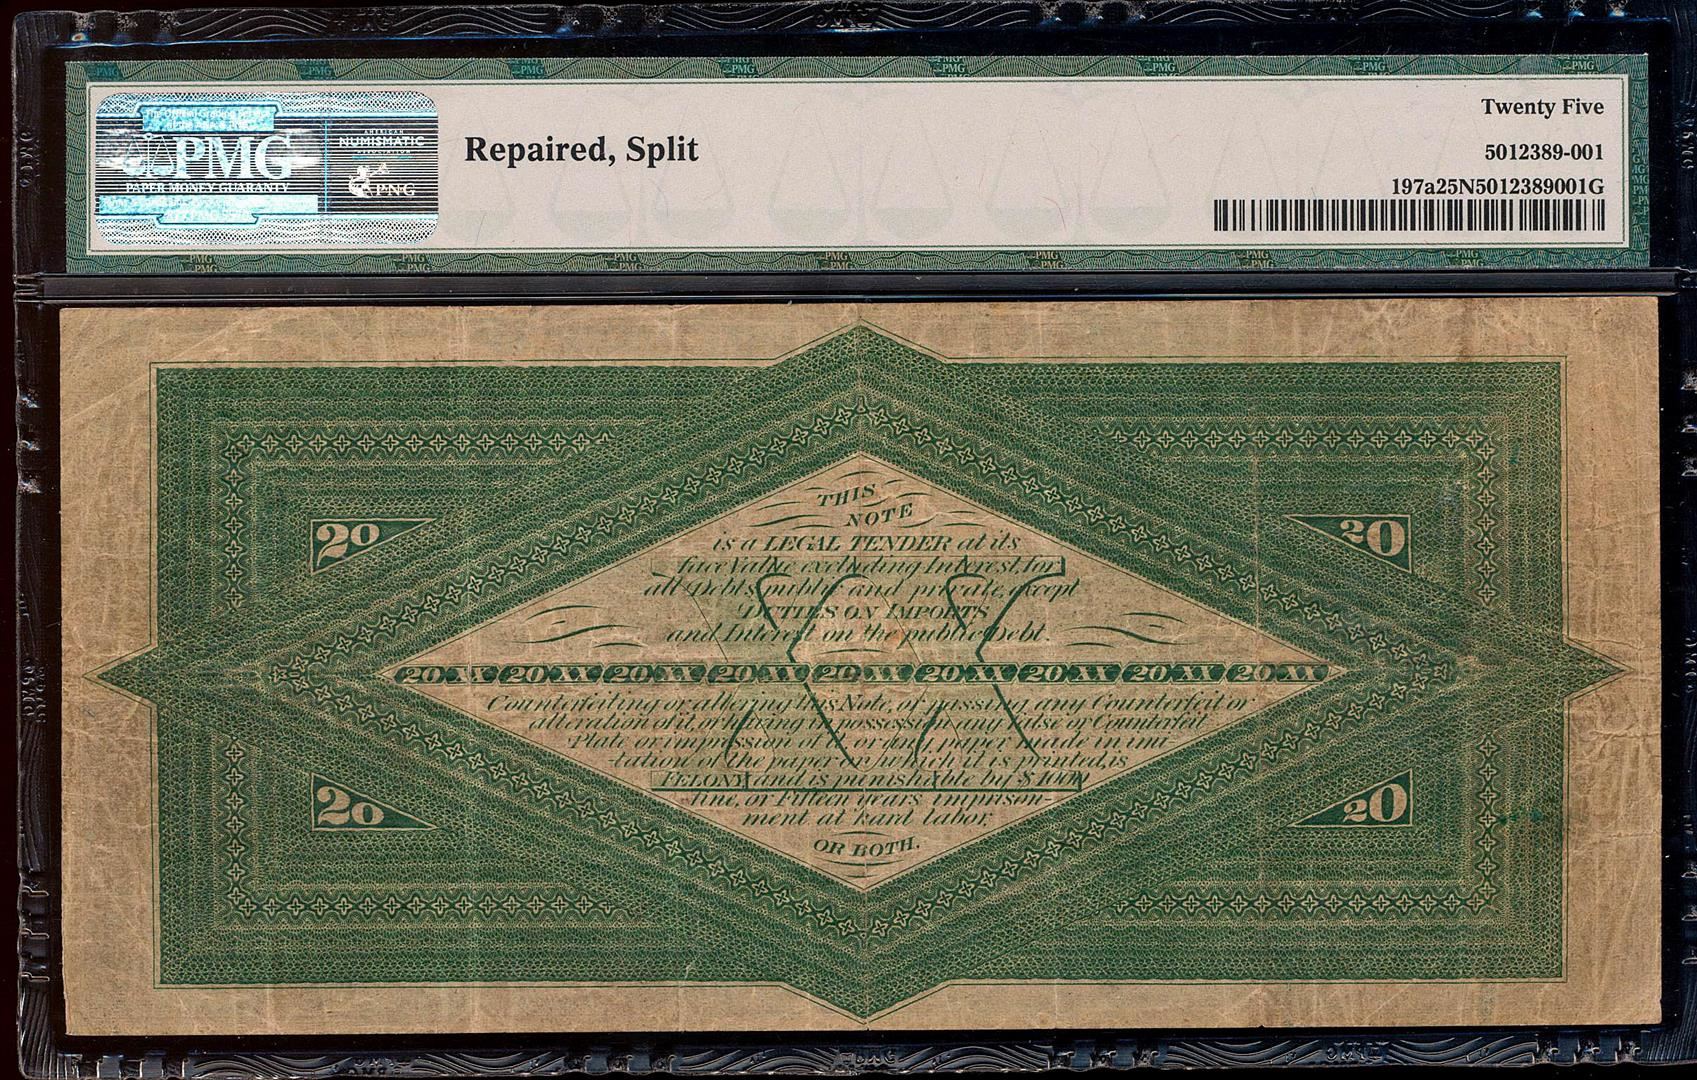 PMG
PAPER MONEY GUARANTY
AMERICAN
NUMISMATIC
ASSOCIATION
PNG
Repaired, Split
Twenty Five
5012389-001
197a25N5012389001G
THIS
NOTE
is a LEGAL TENDER at its
face Value excluding Interest, for
all Debts public and private, except
DUTIES ON IMPORTS
and Interest on the public Debt.
20 XX 20 XX 20 XX 20 XX 20 XX 20 XX 20 XX 20 XX 20 XX
Counterfeiting or altering this Note, or passing any Counterfeit or
alteration of it, or having in possession any false or Counterfeit
Plate or impression of it, or any paper made in imi-
tation of the paper on which it is printed, is
FELONY, and is punishable by $1000
fine, or Fifteen years imprison-
ment at hard labor,
OR BOTH.
20
20
20
20